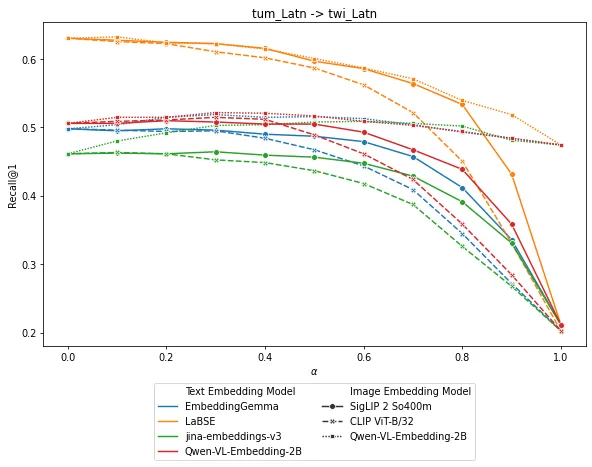 tum_Latn -> twi_Latn
Recall@1
0.6
0.5
0.4
0.3
0.2
0.0
0.2
0.4
0.6
0.8
1.0
α
Text Embedding Model
EmbeddingGemma
LaBSE
jina-embeddings-v3
Qwen-VL-Embedding-2B
Image Embedding Model
SigLIP 2 So400m
CLIP ViT-B/32
Qwen-VL-Embedding-2B